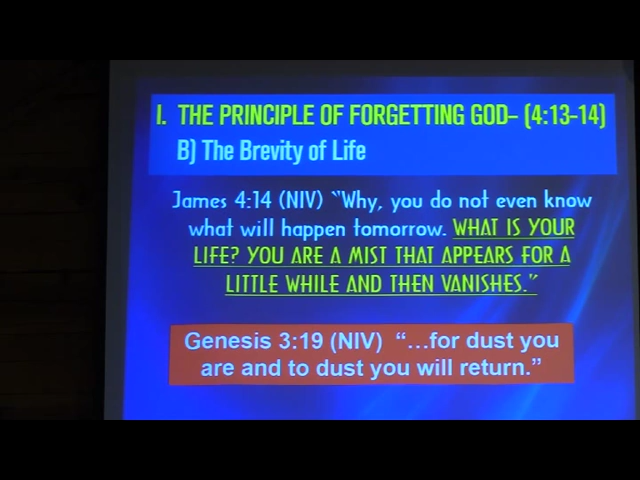 I. THE PRINCIPLE OF FORGETTING GOD– (4:13-14)
B) The Brevity of Life
James 4:14 (NIV) “Why, you do not even know
what will happen tomorrow. WHAT IS YOUR
LIFE? YOU ARE A MIST THAT APPEARS FOR A
LITTLE WHILE AND THEN VANISHES.”
Genesis 3:19 (NIV) “...for dust you
are and to dust you will return.”